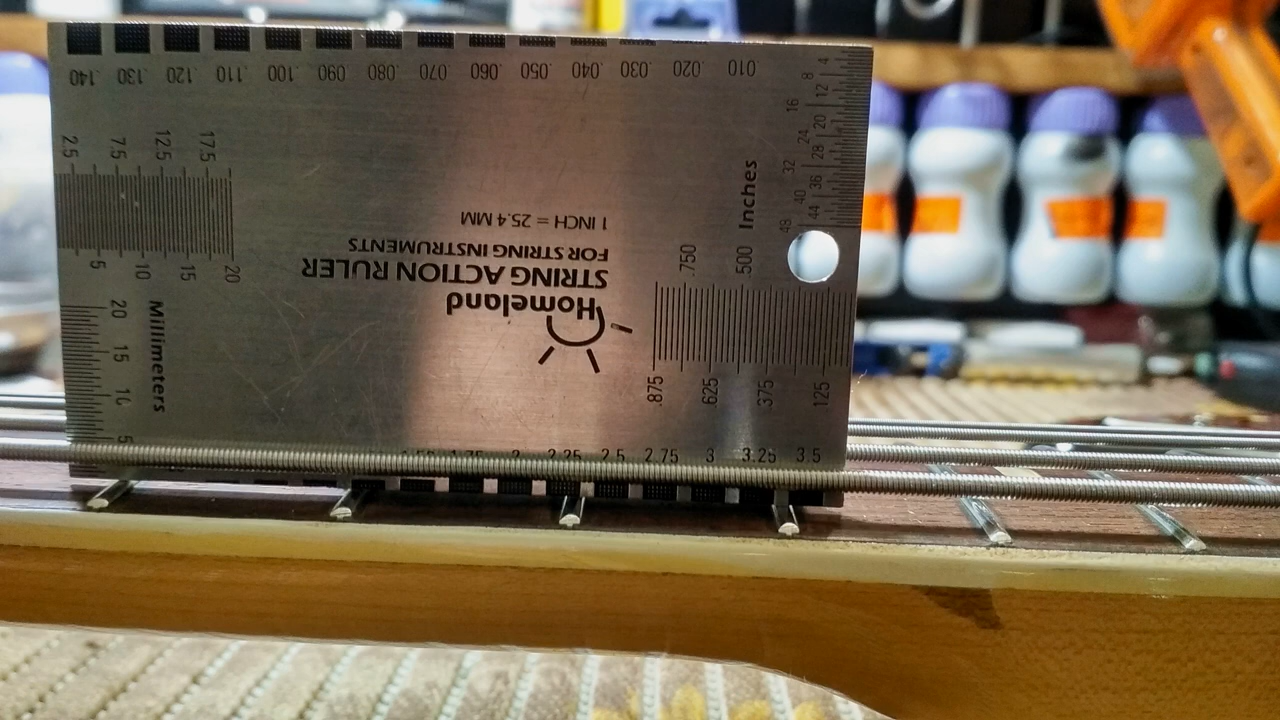 .140 .130 .120 .110 .100 .090 .080 .070 .060 .050 .040 .030 .020 .010
4
8
12
16
20
24
28
32
36
40
44
48
2.5 7.5 12.5 17.5
5 10 15 20
Inches
1 INCH = 25.4 MM
FOR STRING INSTRUMENTS
STRING ACTION RULER
Homeland
.750 .500
.875 .625 .375 .125
Millimeters
20
15
10
5
1.75 2 2.25 2.5 2.75 3 3.25 3.5